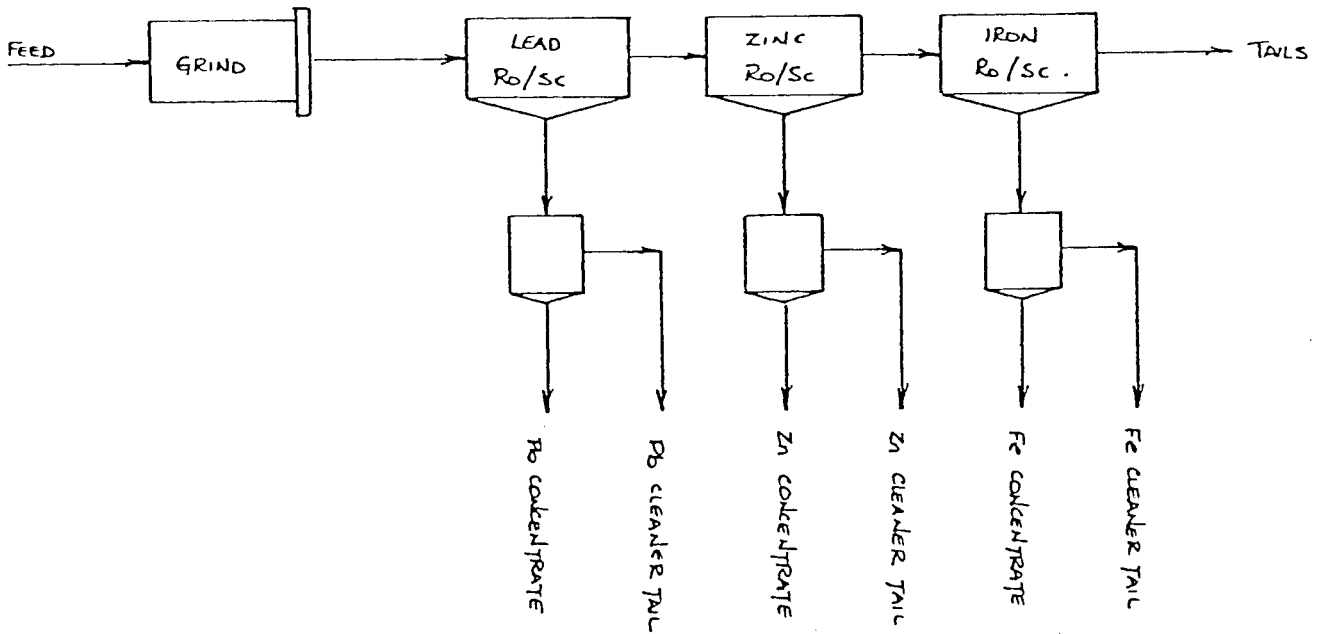 FEED
GRIND
LEAD
Ro/Sc
ZINC
Ro/Sc
IRON
Ro/Sc.
TAILS
Pb CONCENTRATE
Pb CLEANER TAIL
Zn CONCENTRATE
Zn CLEANER TAIL
Fe CONCENTRATE
Fe CLEANER TAIL